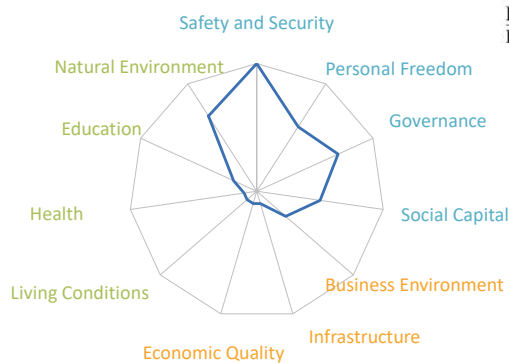 Safety and Security
Natural Environment
Personal Freedom
Education
Governance
Health
Social Capital
Living Conditions
Business Environment
Infrastructure
Economic Quality